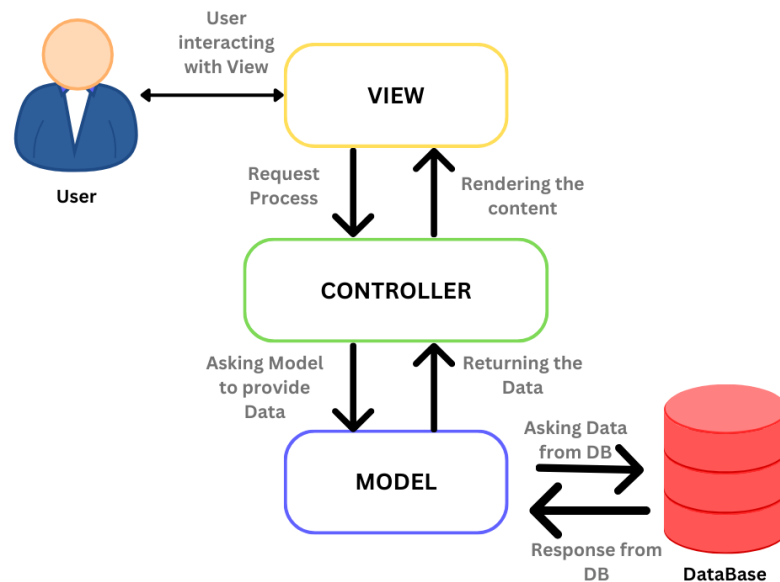 User
interacting
with View
VIEW
User
Request
Process
Rendering the
content
CONTROLLER
Asking Model
to provide
Data
Returning the
Data
Asking Data
from DB
MODEL
Response from
DB
DataBase